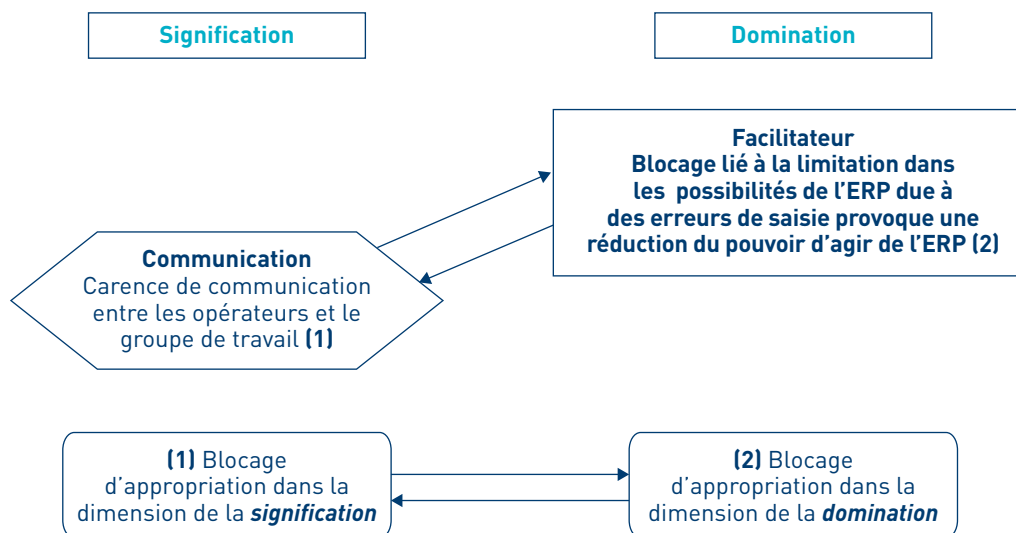 Signification
Domination
Facilitateur
Blocage lié à la limitation dans
les possibilités de l'ERP due à
des erreurs de saisie provoque une
réduction du pouvoir d'agir de l'ERP (2)
Communication
Carence de communication
entre les opérateurs et le
groupe de travail (1)
(1) Blocage
d'appropriation dans la
dimension de la signification
(2) Blocage
d'appropriation dans la
dimension de la domination